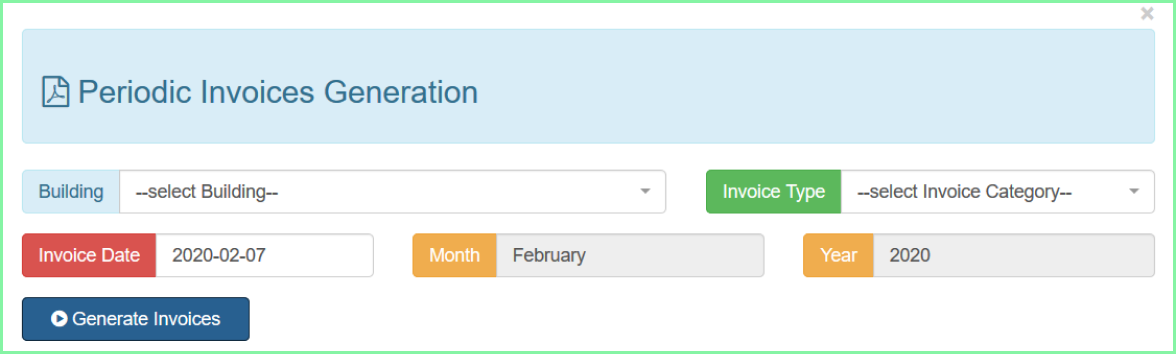 ×
Periodic Invoices Generation
Building --select Building-- Invoice Type --select Invoice Category--
Invoice Date 2020-02-07 Month February Year 2020
Generate Invoices